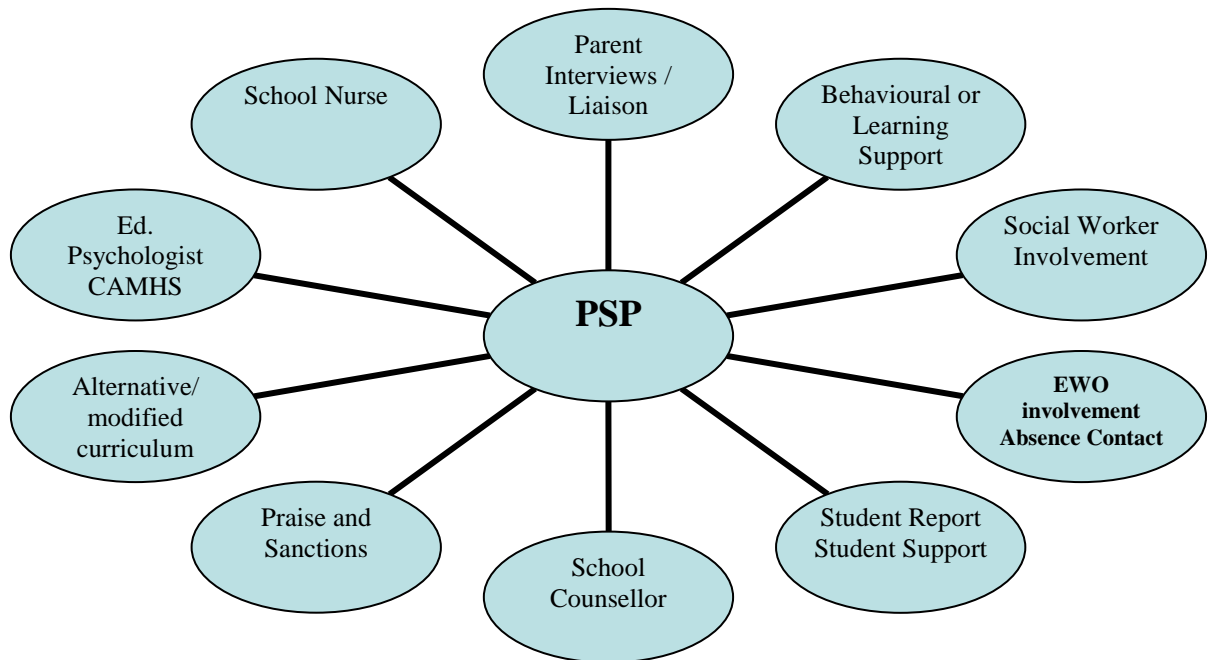 Parent
Interviews /
Liaison
School Nurse
Behavioural or
Learning
Support
Ed.
Psychologist
CAMHS
Social Worker
Involvement
PSP
Alternative/
modified
curriculum
EWO
involvement
Absence Contact
Praise and
Sanctions
Student Report
Student Support
School
Counsellor